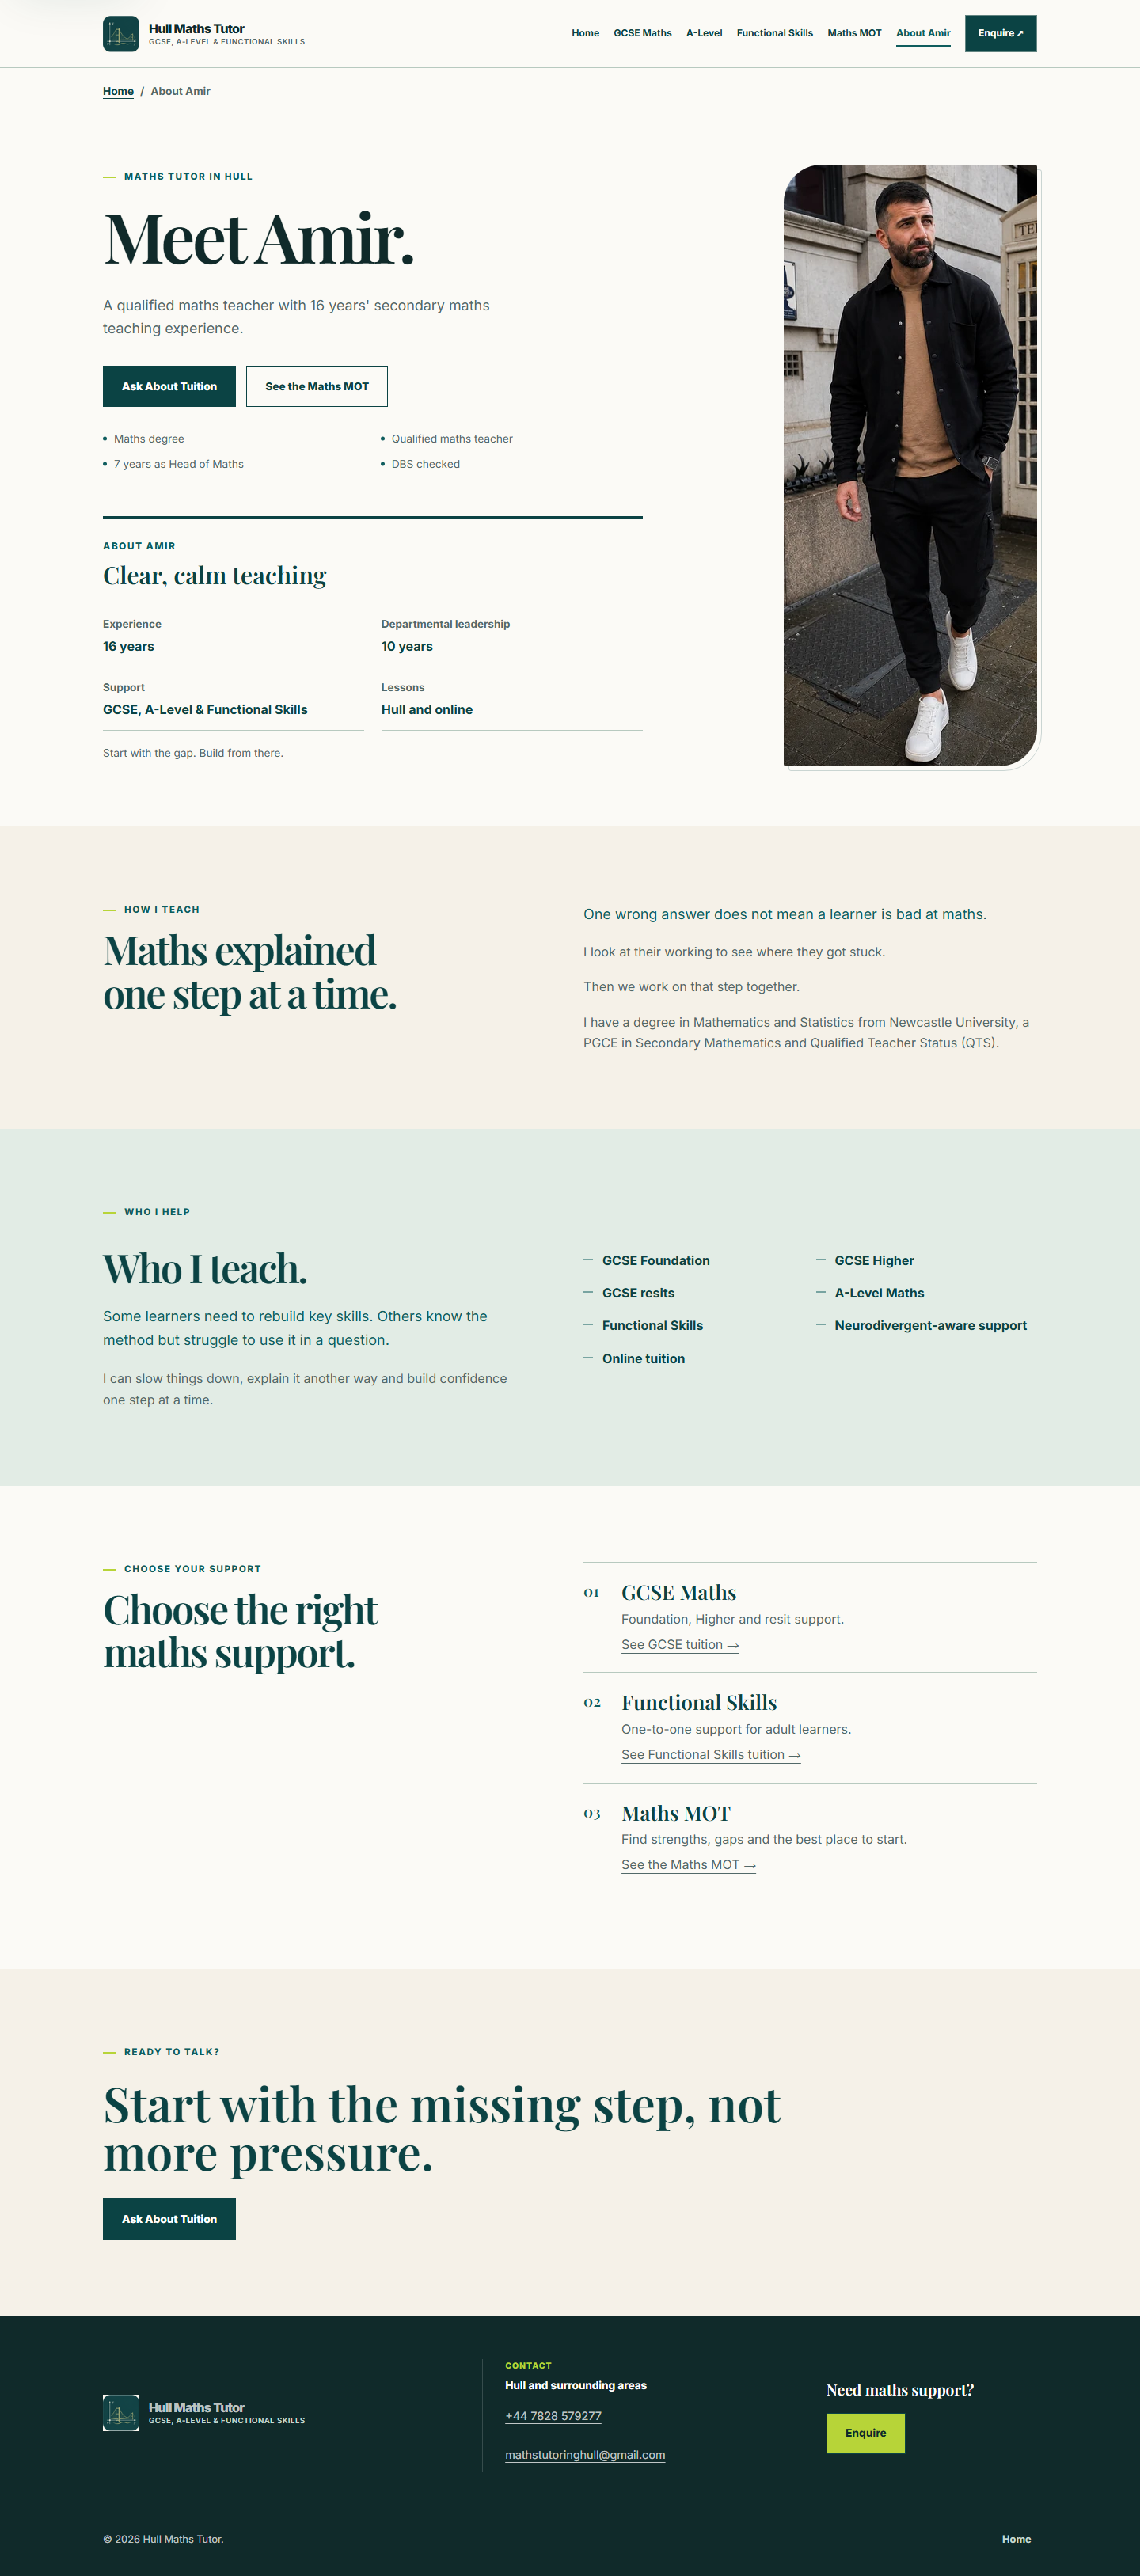 Hull Maths Tutor
GCSE, A-LEVEL & FUNCTIONAL SKILLS
Home
GCSE Maths
A-Level
Functional Skills
Maths MOT
About Amir
Enquire ↗
Home / About Amir
MATHS TUTOR IN HULL
Meet Amir.
A qualified maths teacher with 16 years' secondary maths
teaching experience.
Ask About Tuition
See the Maths MOT
Maths degree
Qualified maths teacher
7 years as Head of Maths
DBS checked
ABOUT AMIR
Clear, calm teaching
Experience
16 years
Departmental leadership
10 years
Support
GCSE, A-Level & Functional Skills
Lessons
Hull and online
Start with the gap. Build from there.
HOW I TEACH
Maths explained
one step at a time.
One wrong answer does not mean a learner is bad at maths.
I look at their working to see where they got stuck.
Then we work on that step together.
I have a degree in Mathematics and Statistics from Newcastle University, a
PGCE in Secondary Mathematics and Qualified Teacher Status (QTS).
WHO I HELP
Who I teach.
Some learners need to rebuild key skills. Others know the
method but struggle to use it in a question.
I can slow things down, explain it another way and build confidence
one step at a time.
GCSE Foundation
GCSE Higher
GCSE resits
A-Level Maths
Functional Skills
Neurodivergent-aware support
Online tuition
CHOOSE YOUR SUPPORT
Choose the right
maths support.
01
GCSE Maths
Foundation, Higher and resit support.
See GCSE tuition →
02
Functional Skills
One-to-one support for adult learners.
See Functional Skills tuition →
03
Maths MOT
Find strengths, gaps and the best place to start.
See the Maths MOT →
READY TO TALK?
Start with the missing step, not
more pressure.
Ask About Tuition
Hull Maths Tutor
GCSE, A-LEVEL & FUNCTIONAL SKILLS
CONTACT
Hull and surrounding areas
+44 7828 579277
mathstutoringhull@gmail.com
Need maths support?
Enquire
© 2026 Hull Maths Tutor.
Home